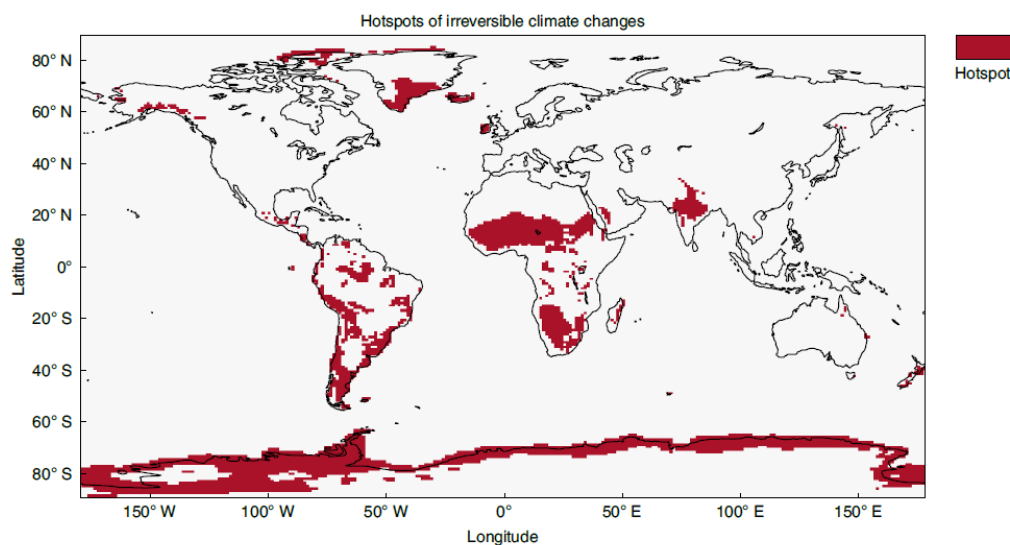 Hotspots of irreversible climate changes
80° N
60° N
40° N
20° N
0°
20° S
40° S
60° S
80° S
Latitude
150° W
100° W
50° W
0°
50° E
100° E
150° E
Longitude
Hotspot